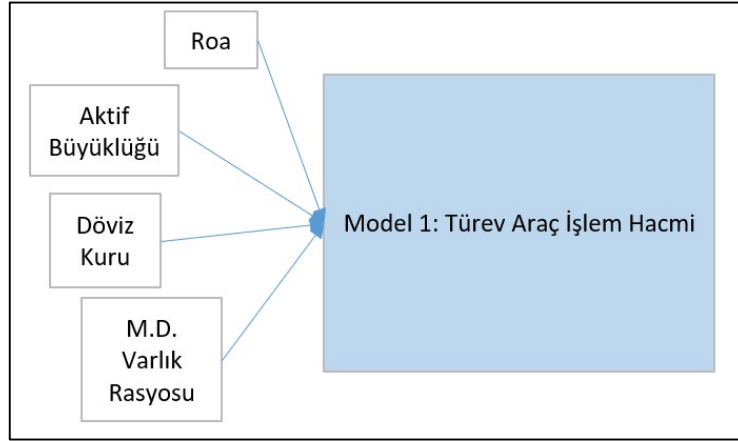 Roa
Aktif
Büyüklüğü
Döviz
Kuru
M.D.
Varlık
Rasyosu
Model 1: Türev Araç İşlem Hacmi